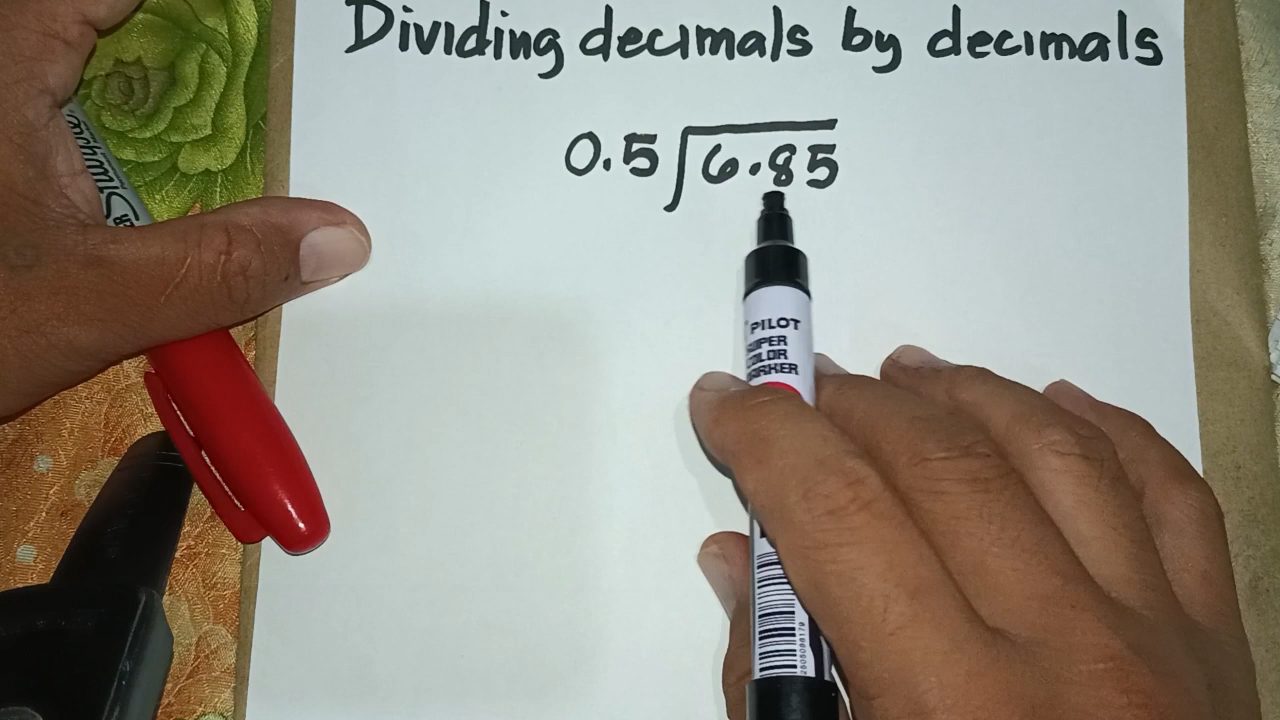 Dividing decimals by decimals
0.5 6.85
PILOT
SUPER
COLOR
MARKER